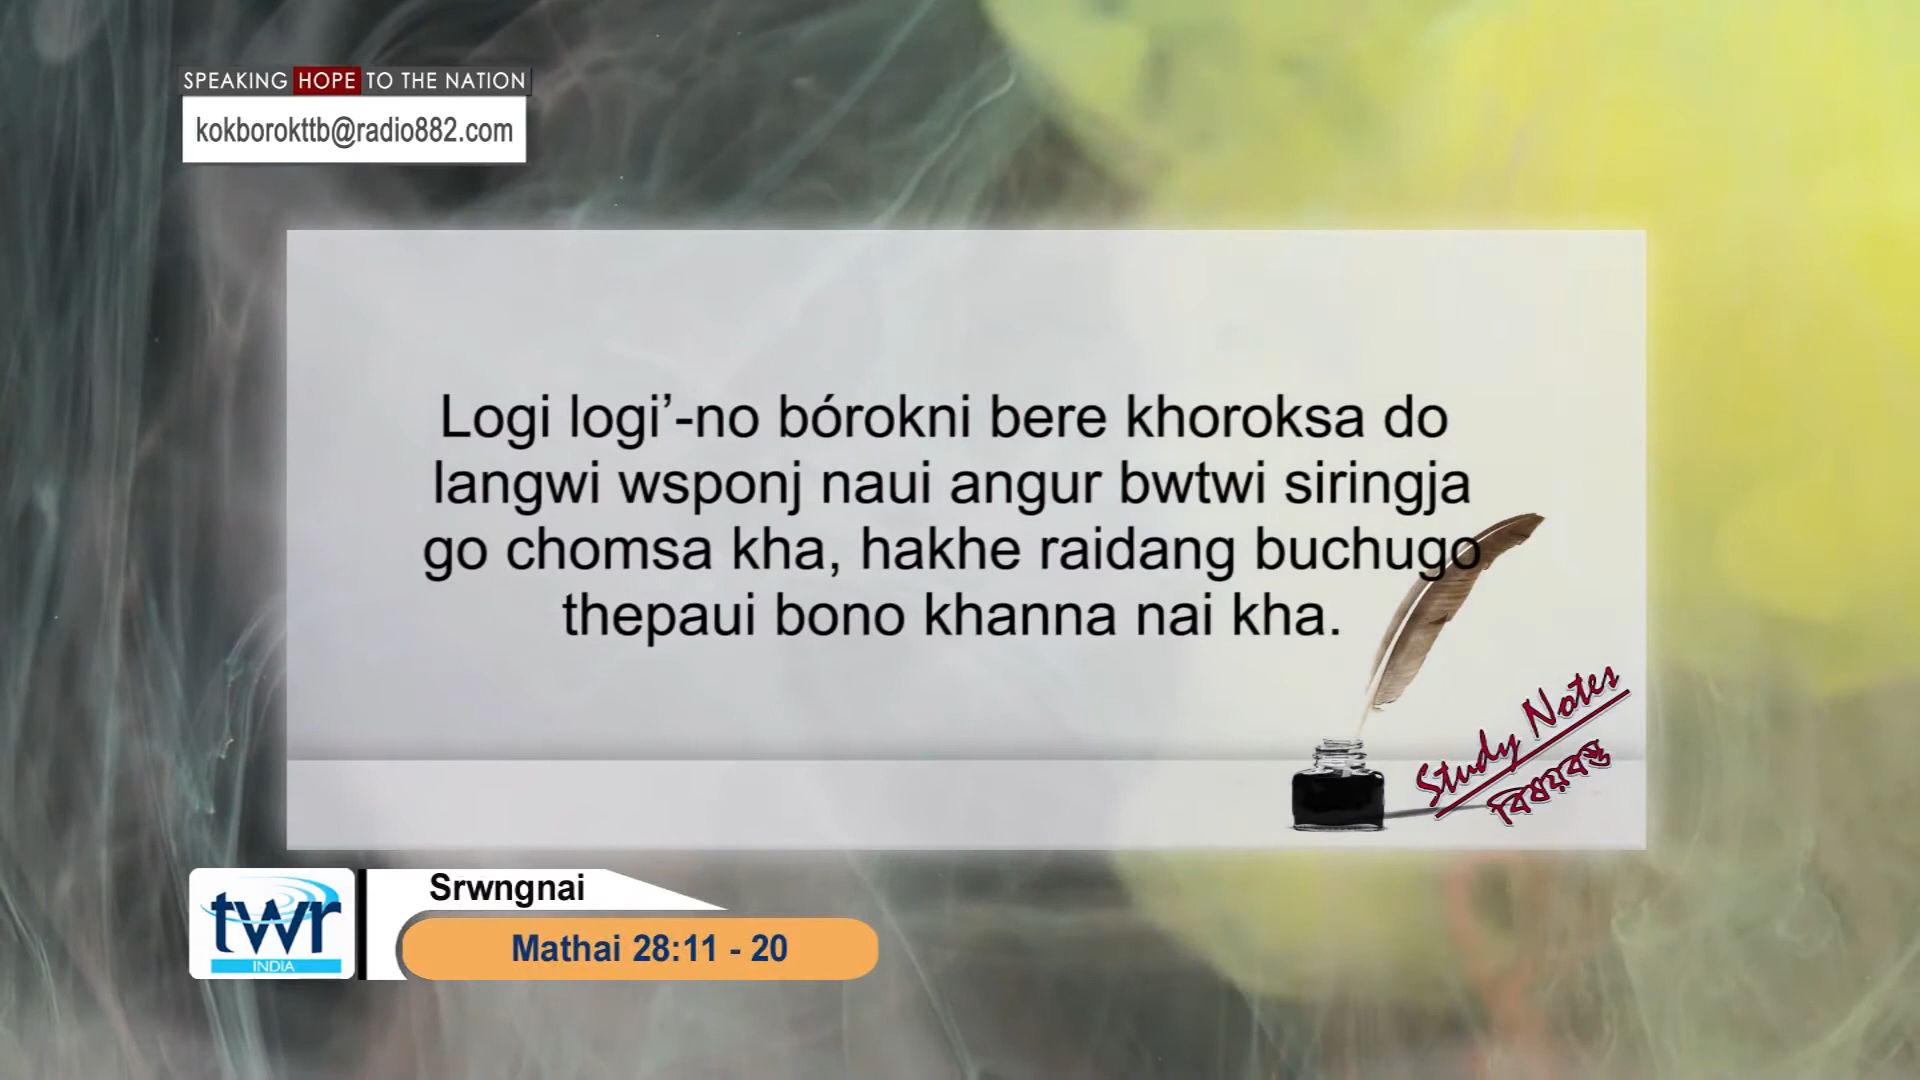 SPEAKING HOPE TO THE NATION
kokborokttb@radio882.com
Logi logi’-no bórokni bere khoroksa do
langwi wsponj naui angur bwtwi siringja
go chomsa kha, hakhe raidang buchugo
thepaui bono khanna nai kha.
Study Notes
বিষয়বস্তু
twr
INDIA
Srwngnai
Mathai 28:11 - 20